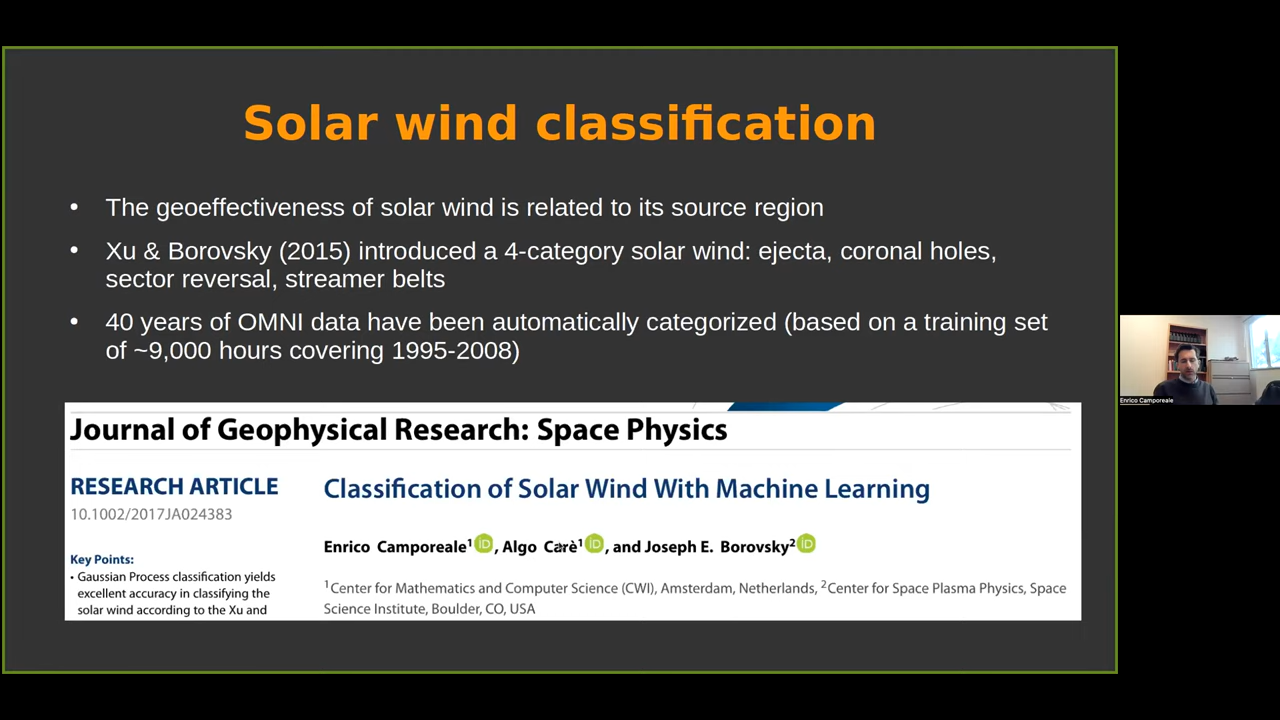 Solar wind classification
• The geoeffectiveness of solar wind is related to its source region
• Xu & Borovsky (2015) introduced a 4-category solar wind: ejecta, coronal holes,
sector reversal, streamer belts
• 40 years of OMNI data have been automatically categorized (based on a training set
of ~9,000 hours covering 1995-2008)
Journal of Geophysical Research: Space Physics
RESEARCH ARTICLE
10.1002/2017JA024383
Key Points:
• Gaussian Process classification yields
excellent accuracy in classifying the
solar wind according to the Xu and
Classification of Solar Wind With Machine Learning
Enrico Camporeale1 iD, Algo Carè1 iD, and Joseph E. Borovsky2 iD
1Center for Mathematics and Computer Science (CWI), Amsterdam, Netherlands, 2Center for Space Plasma Physics, Space
Science Institute, Boulder, CO, USA
Enrico Camporeale